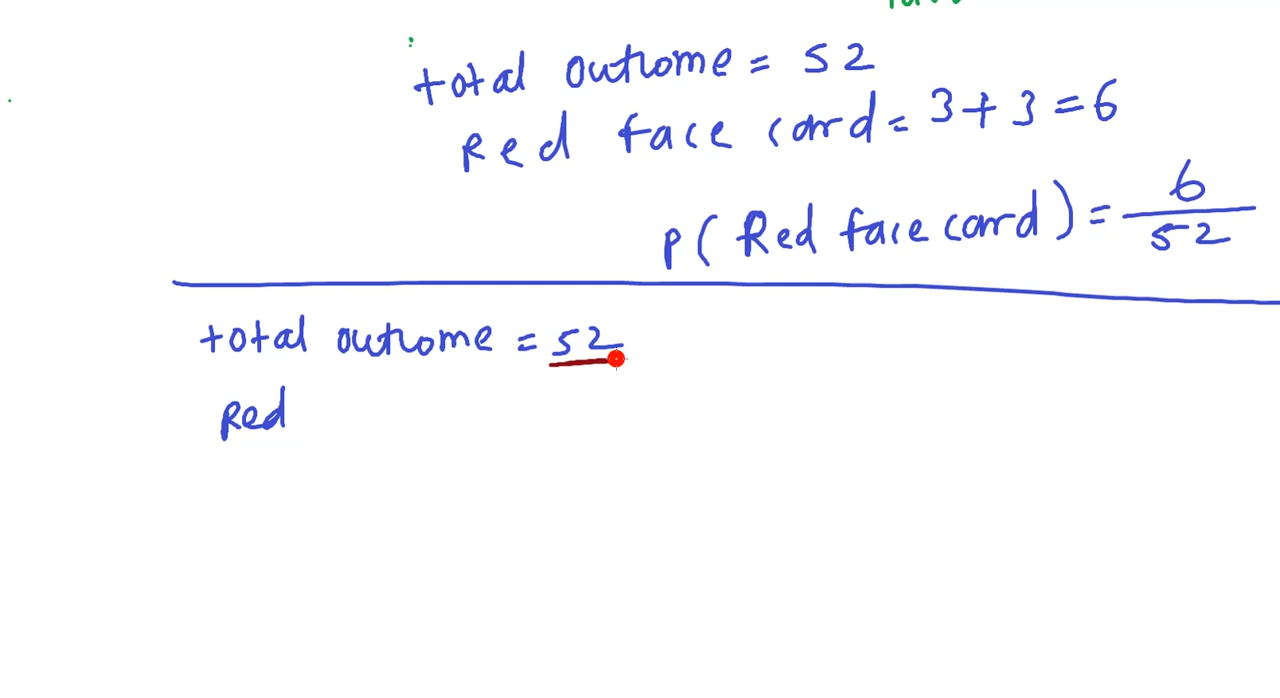 total outcome = 52
Red face card = 3+3=6
P(Red face card) = 6/52
total outcome = 52
Red